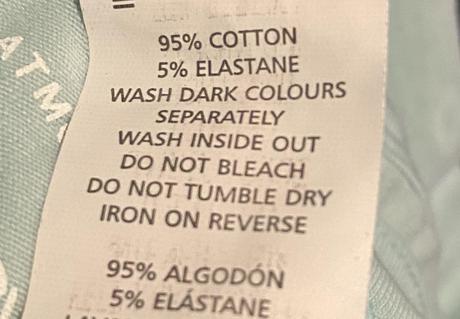 ATM
95% COTTON
5% ELASTANE
WASH DARK COLOURS
SEPARATELY
WASH INSIDE OUT
DO NOT BLEACH
DO NOT TUMBLE DRY
IRON ON REVERSE
95% ALGODÓN
5% ELÁSTANE